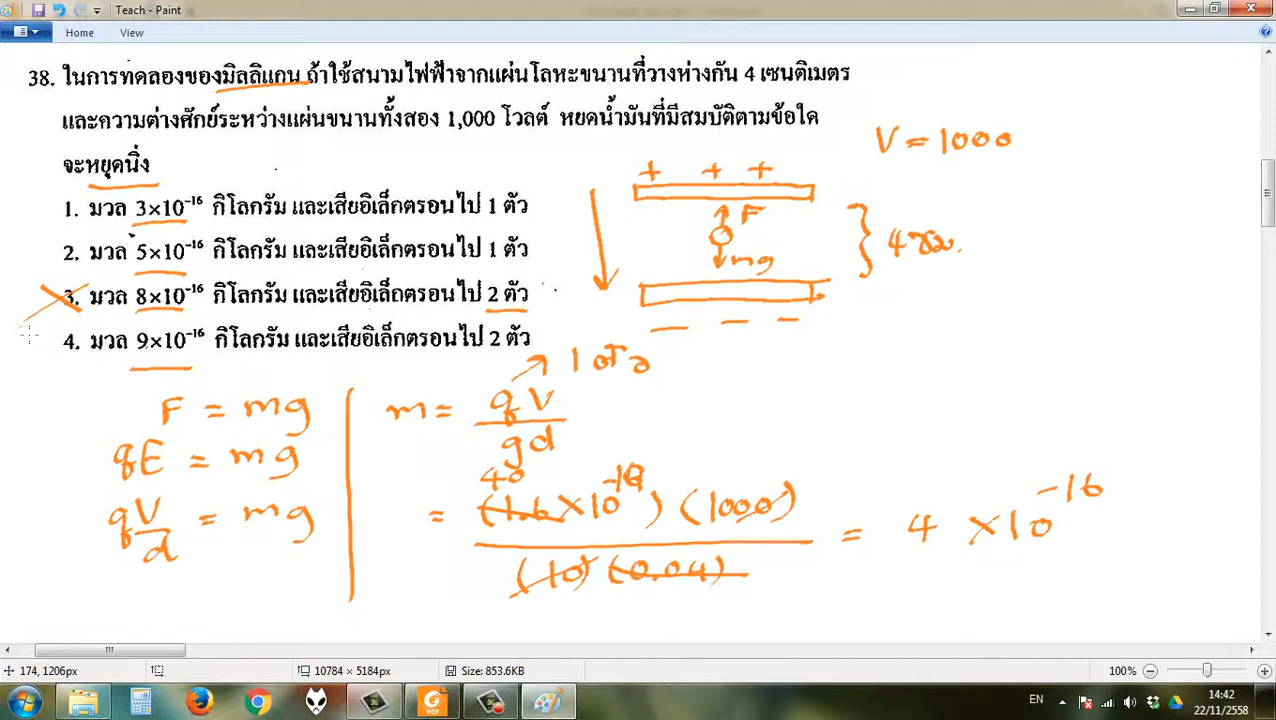 Teach - Paint
Home View
38. ในการทดลองของมิลลิแกน ถ้าใช้สนามไฟฟ้าจากแผ่นโลหะขนานที่วางห่างกัน 4 เซนติเมตร
และความต่างศักย์ระหว่างแผ่นขนานทั้งสอง 1,000 โวลต์ หยดน้ำมันที่มีสมบัติตามข้อใด
จะหยุดนิ่ง
1. มวล 3×10⁻¹⁶ กิโลกรัม และเสียอิเล็กตรอนไป 1 ตัว
2. มวล 5×10⁻¹⁶ กิโลกรัม และเสียอิเล็กตรอนไป 1 ตัว
3. มวล 8×10⁻¹⁶ กิโลกรัม และเสียอิเล็กตรอนไป 2 ตัว
4. มวล 9×10⁻¹⁶ กิโลกรัม และเสียอิเล็กตรอนไป 2 ตัว
V = 1000
+ + +
F
mg
4 ซม.
− − −
F = mg
qE = mg
qV/d = mg
1 ตัว
m = qV/gd
40
= (1.6×10⁻¹⁹)(1000) / (10)(0.04) = 4 × 10⁻¹⁶
174, 1206px
10784 × 5184px
Size: 853.6KB
100%
EN
14:42
22/11/2558